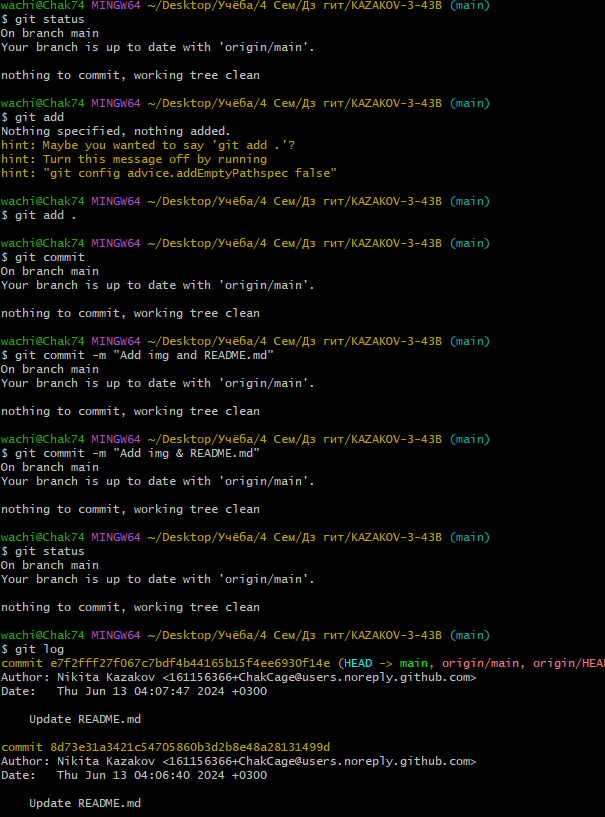 wachi@Chak74 MINGW64 ~/Desktop/Учёба/4 Сем/Дз гит/KAZAKOV-3-43B (main)
$ git status
On branch main
Your branch is up to date with 'origin/main'.
nothing to commit, working tree clean
wachi@Chak74 MINGW64 ~/Desktop/Учёба/4 Сем/Дз гит/KAZAKOV-3-43B (main)
$ git add
Nothing specified, nothing added.
hint: Maybe you wanted to say 'git add .'?
hint: Turn this message off by running
hint: "git config advice.addEmptyPathspec false"
wachi@Chak74 MINGW64 ~/Desktop/Учёба/4 Сем/Дз гит/KAZAKOV-3-43B (main)
$ git add .
wachi@Chak74 MINGW64 ~/Desktop/Учёба/4 Сем/Дз гит/KAZAKOV-3-43B (main)
$ git commit
On branch main
Your branch is up to date with 'origin/main'.
nothing to commit, working tree clean
wachi@Chak74 MINGW64 ~/Desktop/Учёба/4 Сем/Дз гит/KAZAKOV-3-43B (main)
$ git commit -m "Add img and README.md"
On branch main
Your branch is up to date with 'origin/main'.
nothing to commit, working tree clean
wachi@Chak74 MINGW64 ~/Desktop/Учёба/4 Сем/Дз гит/KAZAKOV-3-43B (main)
$ git commit -m "Add img & README.md"
On branch main
Your branch is up to date with 'origin/main'.
nothing to commit, working tree clean
wachi@Chak74 MINGW64 ~/Desktop/Учёба/4 Сем/Дз гит/KAZAKOV-3-43B (main)
$ git status
On branch main
Your branch is up to date with 'origin/main'.
nothing to commit, working tree clean
wachi@Chak74 MINGW64 ~/Desktop/Учёба/4 Сем/Дз гит/KAZAKOV-3-43B (main)
$ git log
commit e7f2fff27f067c7bdf4b44165b15f4ee6930f14e (HEAD -> main, origin/main, origin/HEA
Author: Nikita Kazakov <161156366+ChakCage@users.noreply.github.com>
Date:   Thu Jun 13 04:07:47 2024 +0300
Update README.md
commit 8d73e31a3421c54705860b3d2b8e48a28131499d
Author: Nikita Kazakov <161156366+ChakCage@users.noreply.github.com>
Date:   Thu Jun 13 04:06:40 2024 +0300
Update README.md